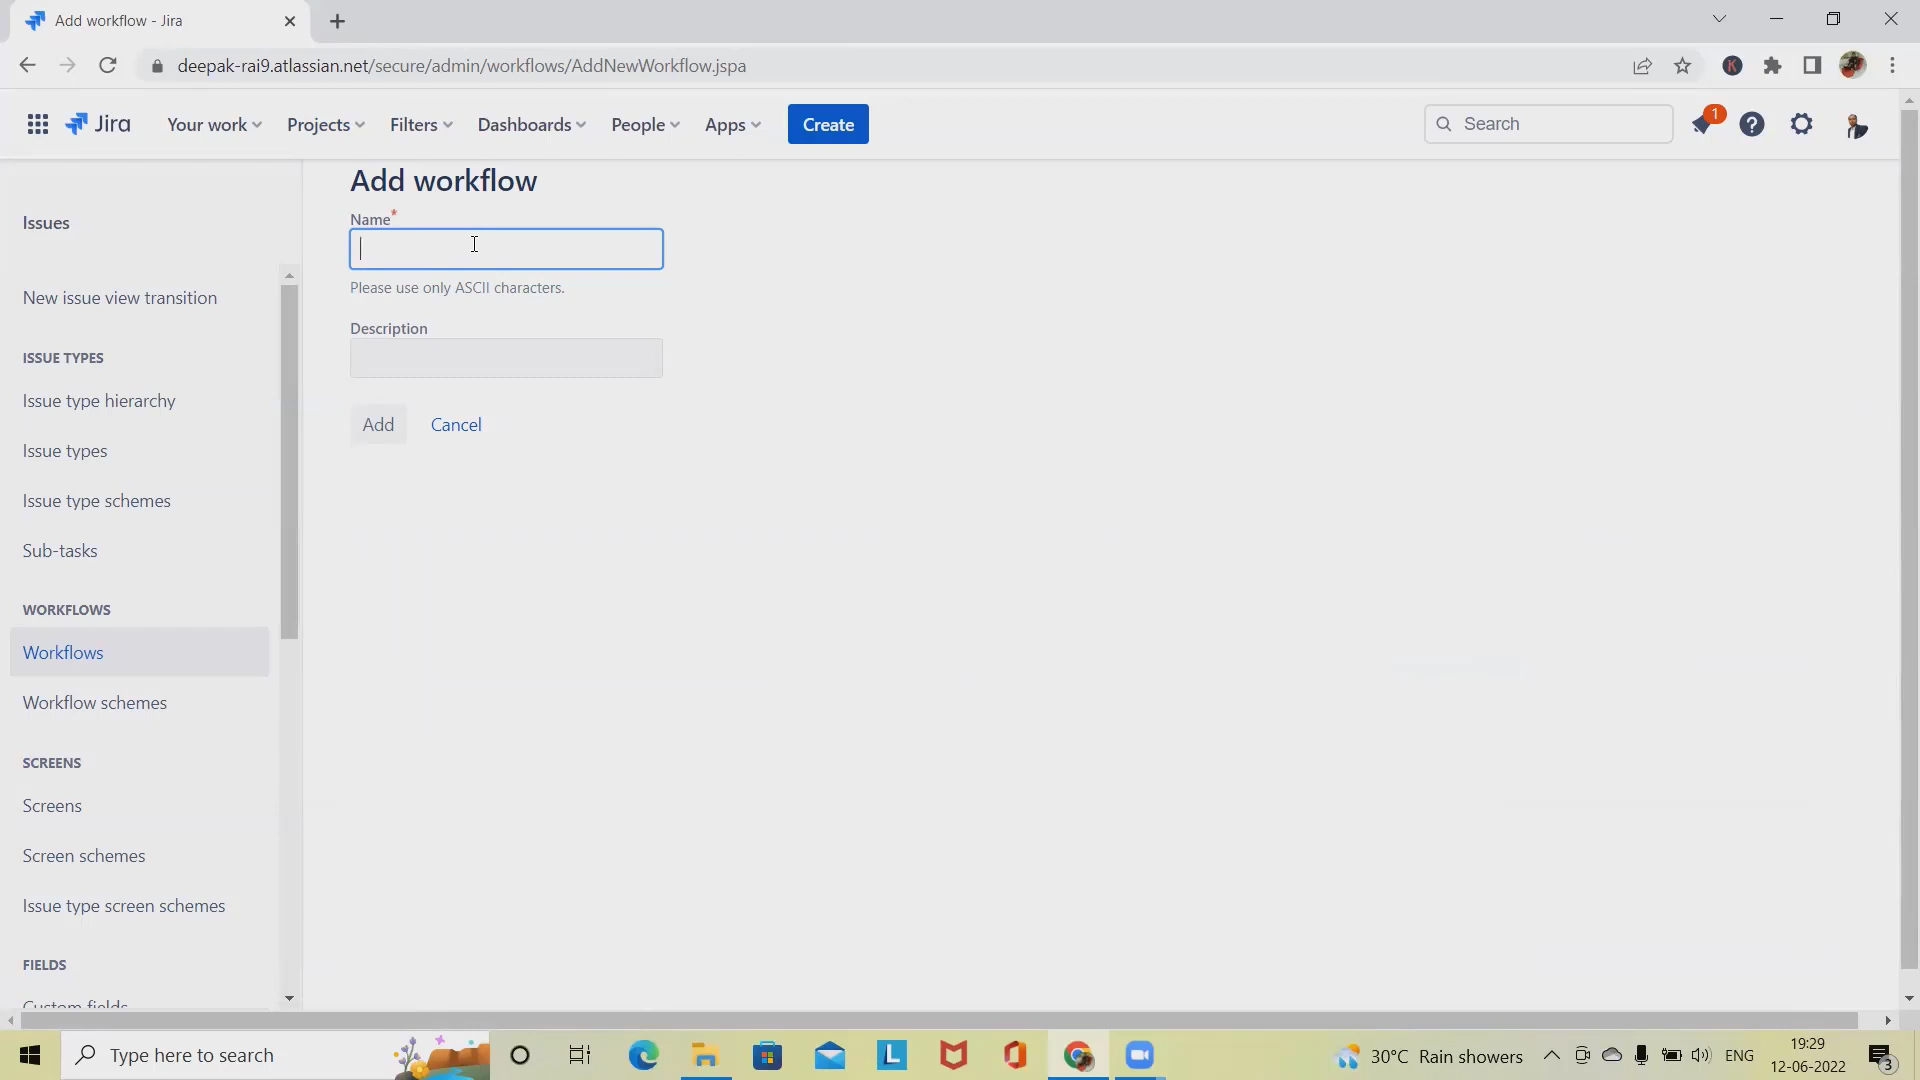 Add workflow - Jira
deepak-rai9.atlassian.net/secure/admin/workflows/AddNewWorkflow.jspa
K
Jira
Your work
Projects
Filters
Dashboards
People
Apps
Create
Search
1
Issues
New issue view transition
ISSUE TYPES
Issue type hierarchy
Issue types
Issue type schemes
Sub-tasks
WORKFLOWS
Workflows
Workflow schemes
SCREENS
Screens
Screen schemes
Issue type screen schemes
FIELDS
Custom fields
Add workflow
Name*
Please use only ASCII characters.
Description
Add
Cancel
Type here to search
L
30°C Rain showers
ENG
19:29
12-06-2022
3